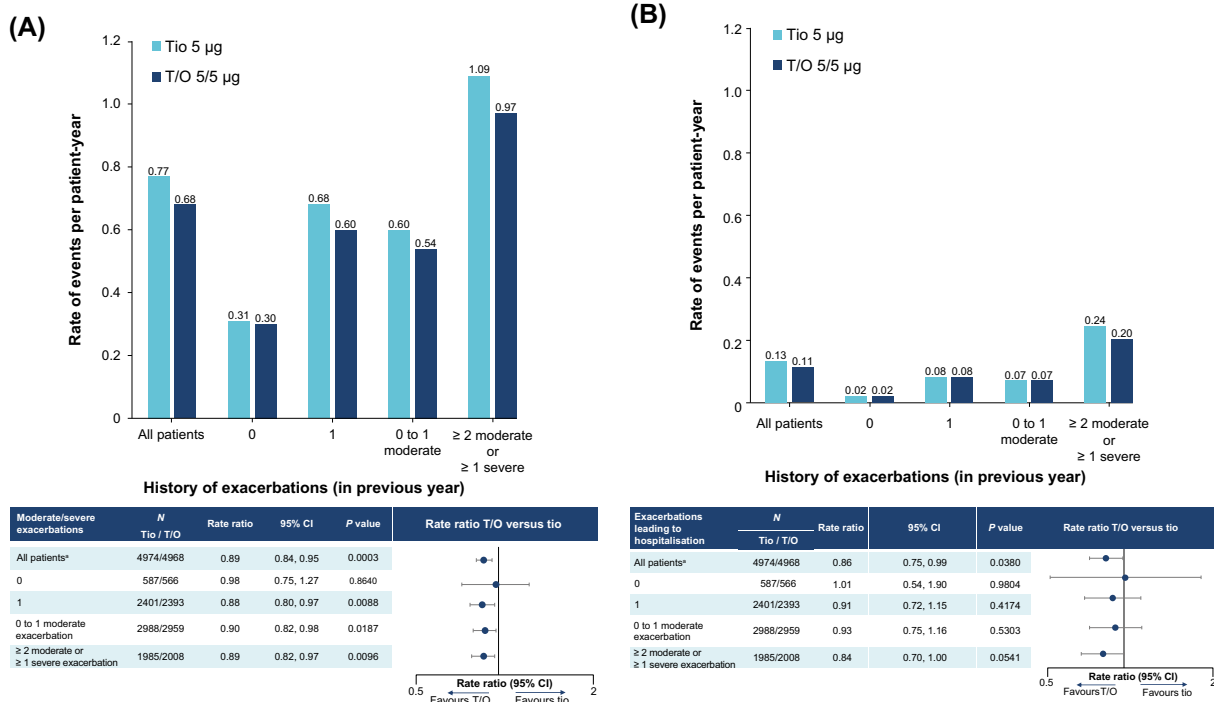 (A)
Tio 5 µg
T/O 5/5 µg
Rate of events per patient-year
1.2
1.0
0.8
0.6
0.4
0.2
0
0.77
0.68
0.31
0.30
0.68
0.60
0.60
0.54
1.09
0.97
All patients
0
1
0 to 1
moderate
≥ 2 moderate
or
≥ 1 severe
History of exacerbations (in previous year)
Moderate/severe exacerbations N Tio / T/O Rate ratio 95% CI P value Rate ratio T/O versus tio
All patientsᵃ 4974/4968 0.89 0.84, 0.95 0.0003
0 587/566 0.98 0.75, 1.27 0.8640
1 2401/2393 0.88 0.80, 0.97 0.0088
0 to 1 moderate
exacerbation 2988/2959 0.90 0.82, 0.98 0.0187
≥ 2 moderate or
≥ 1 severe exacerbation 1985/2008 0.89 0.82, 0.97 0.0096
0.5 Rate ratio (95% CI) 2
Favours T/O Favours tio
(B)
Tio 5 µg
T/O 5/5 µg
Rate of events per patient-year
1.2
1.0
0.8
0.6
0.4
0.2
0
0.13
0.11
0.02
0.02
0.08
0.08
0.07
0.07
0.24
0.20
All patients
0
1
0 to 1
moderate
≥ 2 moderate
or
≥ 1 severe
History of exacerbations (in previous year)
Exacerbations
leading to
hospitalisation N Tio / T/O Rate ratio 95% CI P value Rate ratio T/O versus tio
All patientsᵃ 4974/4968 0.86 0.75, 0.99 0.0380
0 587/566 1.01 0.54, 1.90 0.9804
1 2401/2393 0.91 0.72, 1.15 0.4174
0 to 1 moderate
exacerbation 2988/2959 0.93 0.75, 1.16 0.5303
≥ 2 moderate or
≥ 1 severe exacerbation 1985/2008 0.84 0.70, 1.00 0.0541
0.5 Rate ratio (95% CI) 2
FavoursT/O Favours tio